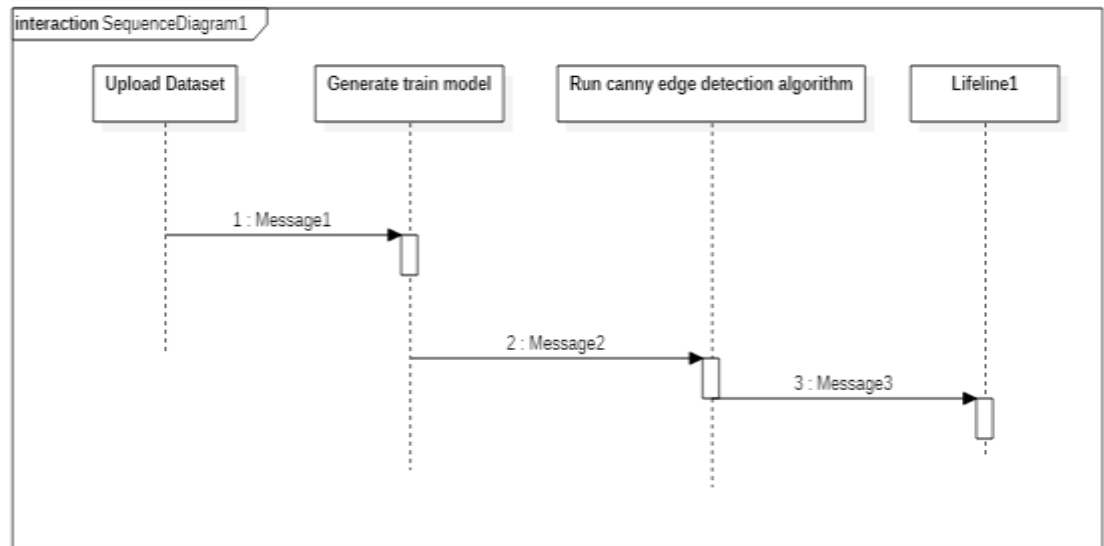 interaction SequenceDiagram1
Upload Dataset
Generate train model
Run canny edge detection algorithm
Lifeline1
1 : Message1
2 : Message2
3 : Message3